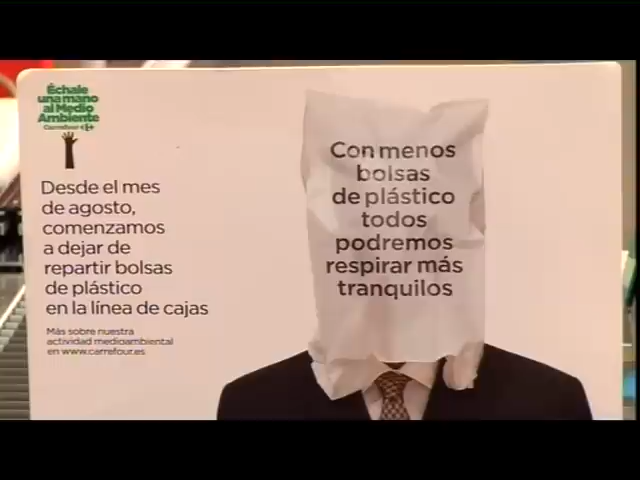 Échale
una mano
al Medio
Ambiente
Carrefour
Desde el mes
de agosto,
comenzamos
a dejar de
repartir bolsas
de plástico
en la línea de cajas
Más sobre nuestra
actividad medioambiental
en www.carrefour.es
Con menos
bolsas
de plástico
todos
podremos
respirar más
tranquilos